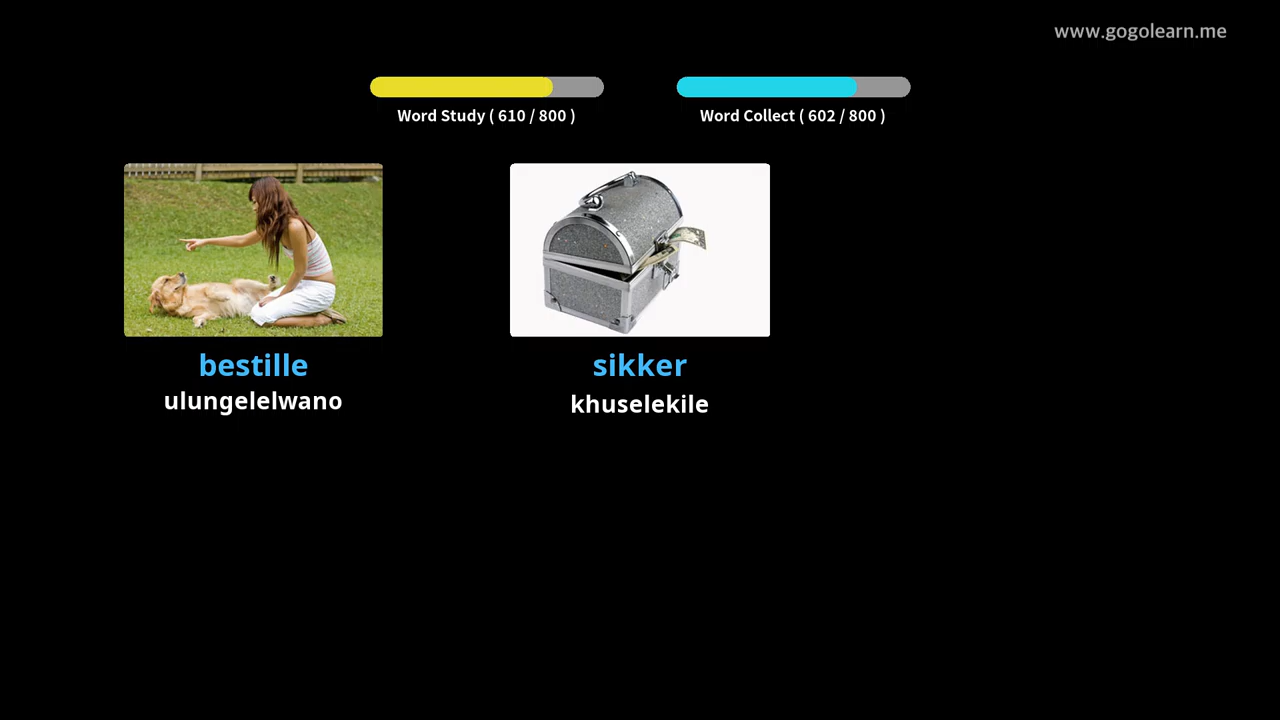 www.gogolearn.me
Word Study ( 610 / 800 )
Word Collect ( 602 / 800 )
bestille
ulungelelwano
sikker
khuselekile